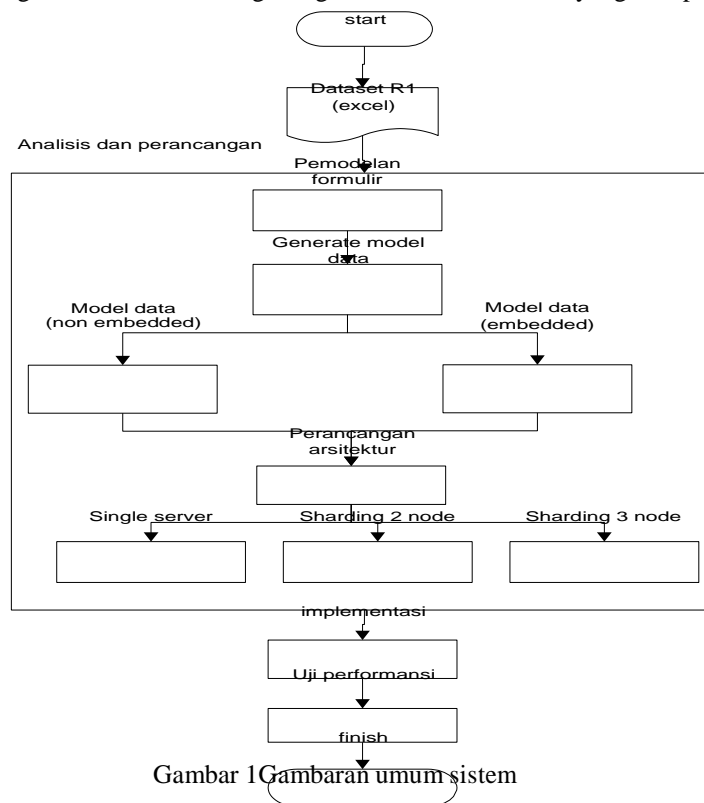 start
Dataset R1
(excel)
Analisis dan perancangan
Pemodelan
formulir
Generate model
data
Model data
(non embedded)
Model data
(embedded)
Perancangan
arsitektur
Single server
Sharding 2 node
Sharding 3 node
implementasi
Uji performansi
finish
Gambar 1Gambaran umum sistem